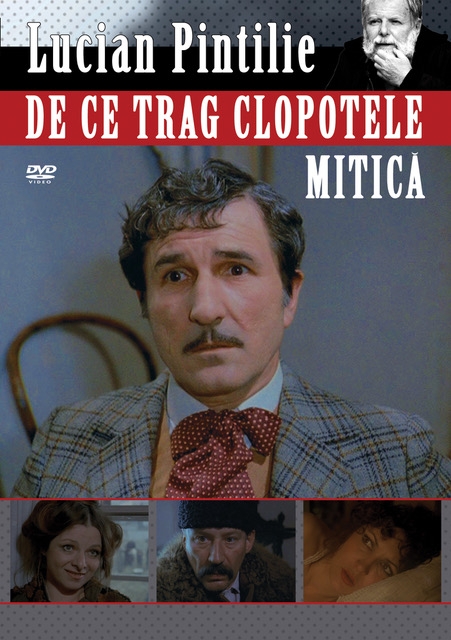 Lucian Pintilie
DE CE TRAG CLOPOTELE
MITICĂ
DVD
VIDEO